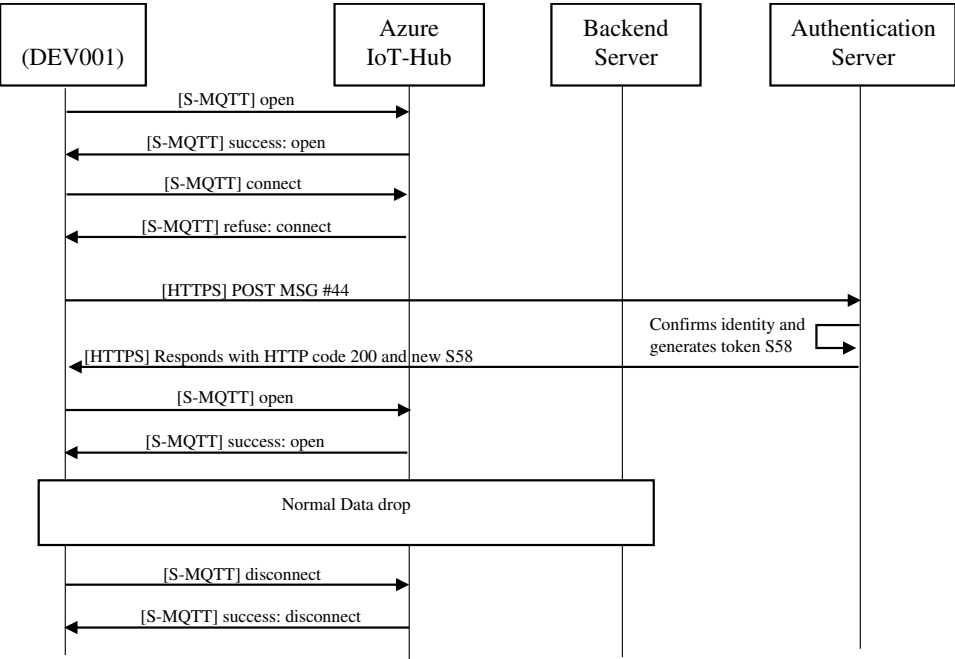 (DEV001)
Azure
IoT-Hub
Backend
Server
Authentication
Server
[S-MQTT] open
[S-MQTT] success: open
[S-MQTT] connect
[S-MQTT] refuse: connect
[HTTPS] POST MSG #44
Confirms identity and
generates token S58
[HTTPS] Responds with HTTP code 200 and new S58
[S-MQTT] open
[S-MQTT] success: open
Normal Data drop
[S-MQTT] disconnect
[S-MQTT] success: disconnect